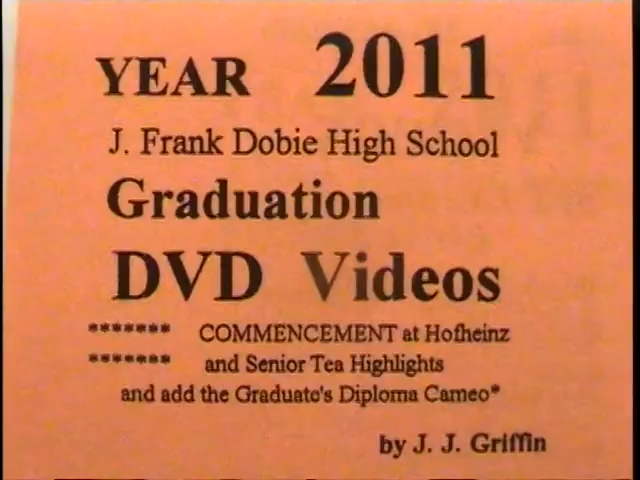 YEAR 2011
J. Frank Dobie High School
Graduation
DVD Videos
******* COMMENCEMENT at Hofheinz
******* and Senior Tea Highlights
and add the Graduate's Diploma Cameo*
by J. J. Griffin